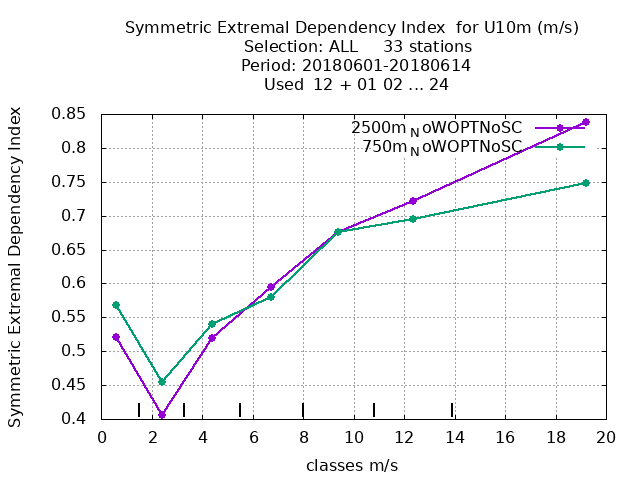 Symmetric Extremal Dependency Index  for U10m (m/s)
Selection: ALL     33 stations
Period: 20180601-20180614
Used  12 + 01 02 ... 24
Symmetric Extremal Dependency Index
0.85
0.8
0.75
0.7
0.65
0.6
0.55
0.5
0.45
0.4
2500m_NoWOPTNoSC
750m_NoWOPTNoSC
0 2 4 6 8 10 12 14 16 18 20
classes m/s